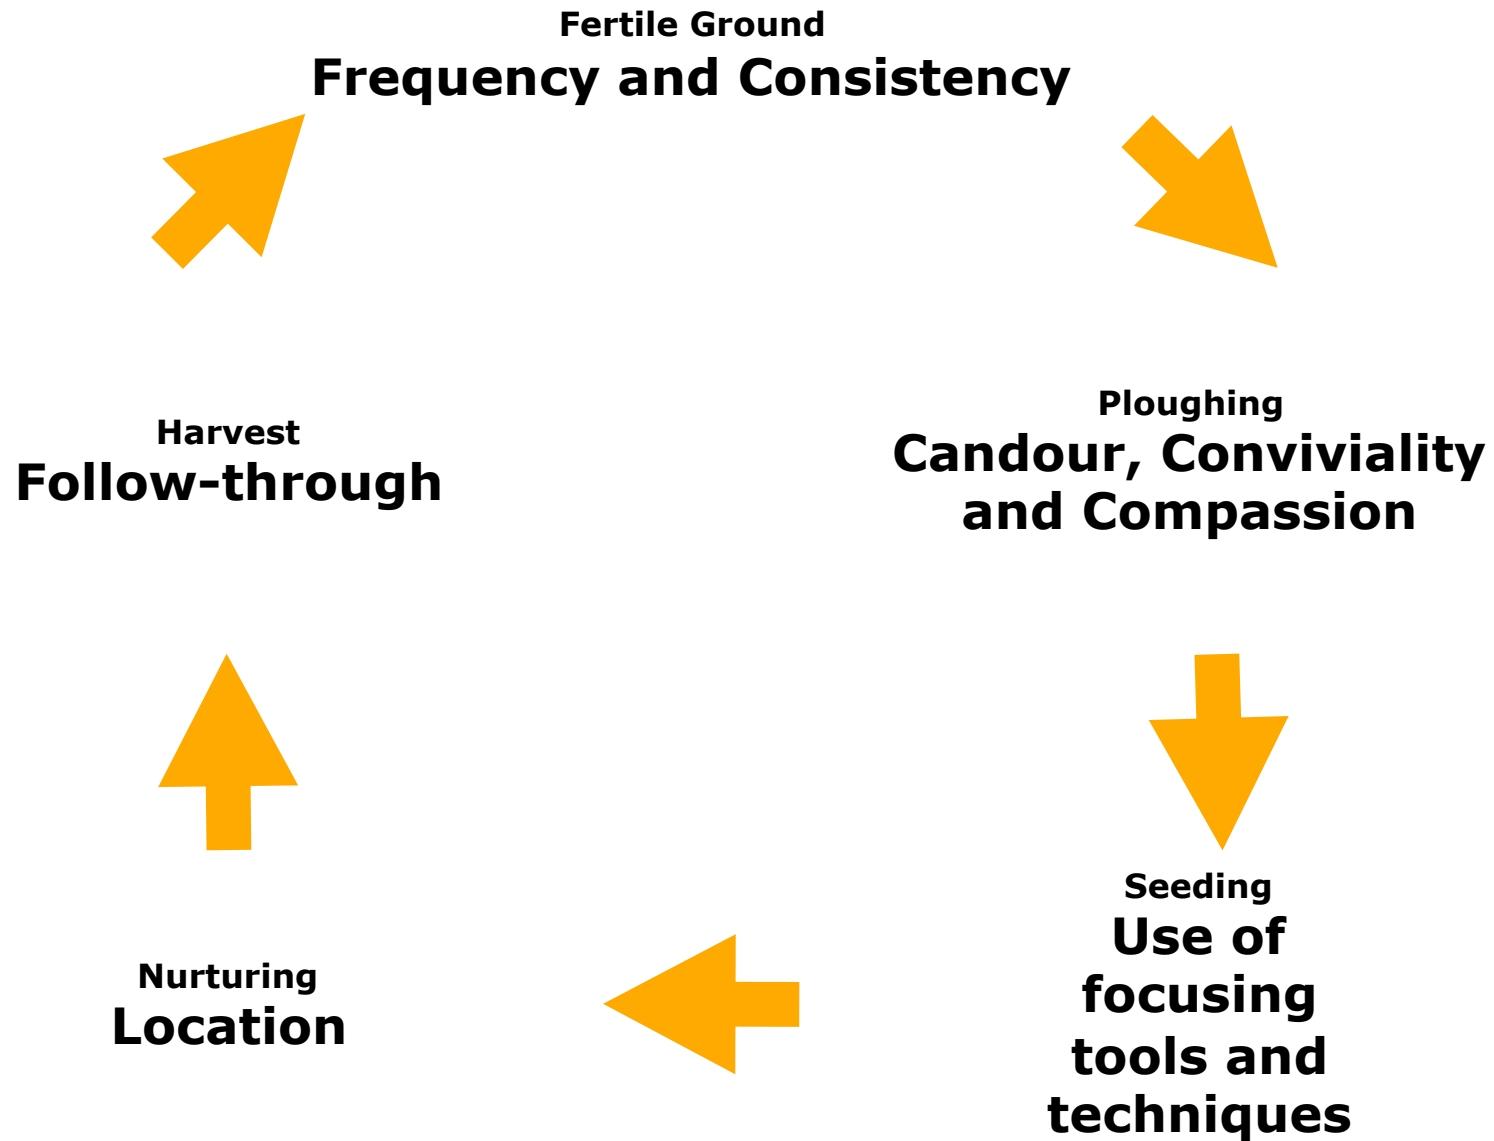 Fertile Ground
Frequency and Consistency
Ploughing
Candour, Conviviality
and Compassion
Seeding
Use of
focusing
tools and
techniques
Nurturing
Location
Harvest
Follow-through